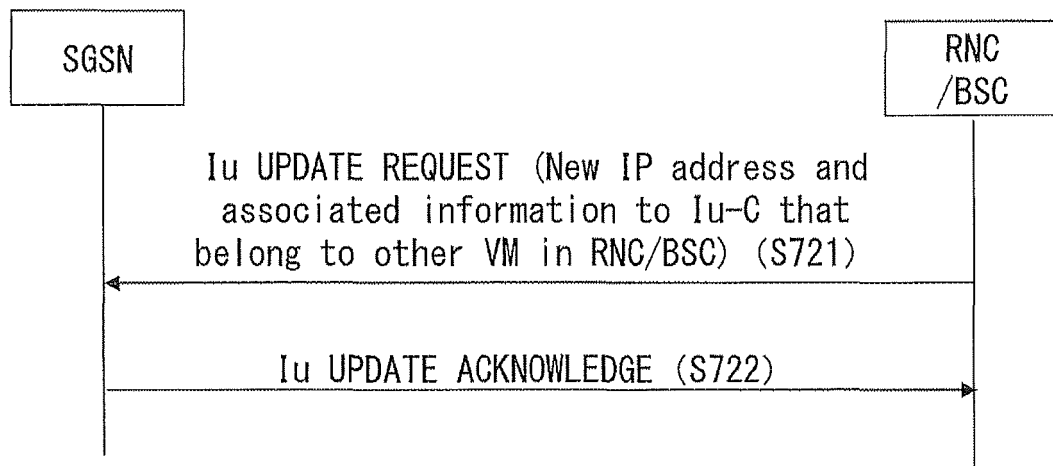 SGSN
RNC
/BSC
Iu UPDATE REQUEST (New IP address and
associated information to Iu-C that
belong to other VM in RNC/BSC) (S721)
Iu UPDATE ACKNOWLEDGE (S722)